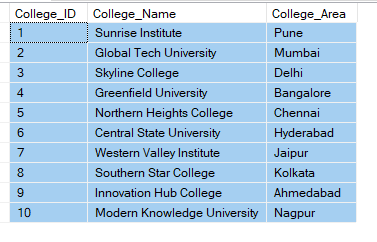 College_ID College_Name College_Area
1 Sunrise Institute Pune
2 Global Tech University Mumbai
3 Skyline College Delhi
4 Greenfield University Bangalore
5 Northern Heights College Chennai
6 Central State University Hyderabad
7 Western Valley Institute Jaipur
8 Southern Star College Kolkata
9 Innovation Hub College Ahmedabad
10 Modern Knowledge University Nagpur